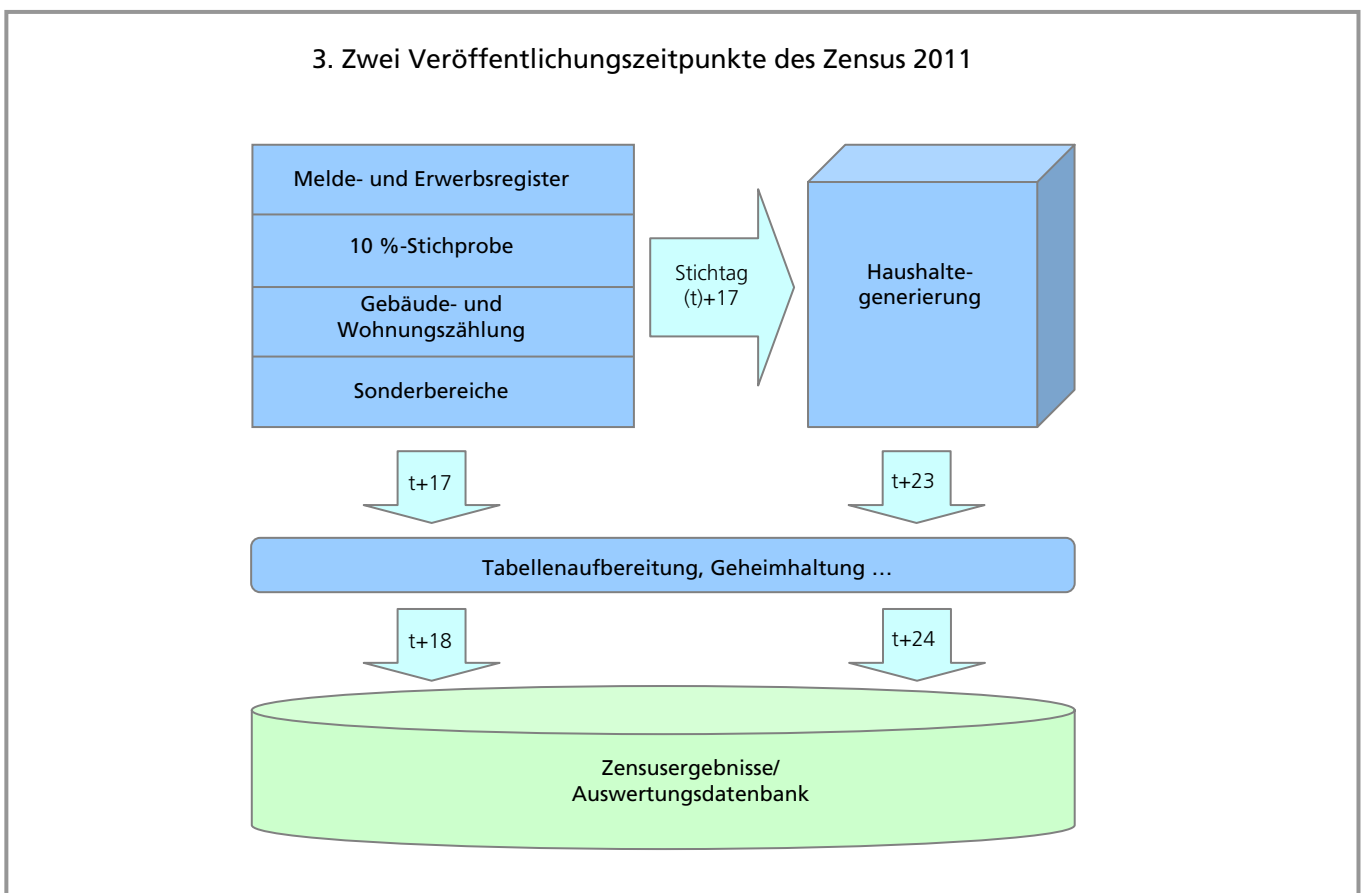 3. Zwei Veröffentlichungszeitpunkte des Zensus 2011
Melde- und Erwerbsregister
10 %-Stichprobe
Gebäude- und
Wohnungszählung
Sonderbereiche
Stichtag
(t)+17
Haushalte-
generierung
t+17
t+23
Tabellenaufbereitung, Geheimhaltung …
t+18
t+24
Zensusergebnisse/
Auswertungsdatenbank